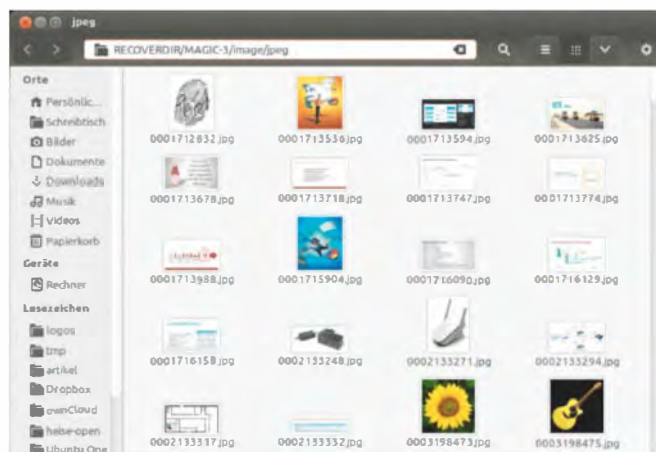 jpeg
RECOVERDIR/MAGIC-3/image/jpeg
Orte
Persönlic...
Schreibtisch
Bilder
Dokumente
Downloads
Musik
Videos
Papierkorb
Geräte
Rechner
Lesezeichen
logos
tmp
artikel
Dropbox
ownCloud
heise-open
Ubuntu One
0001712832.jpg
0001713536.jpg
0001713594.jpg
0001713625.jpg
0001713678.jpg
0001713718.jpg
0001713747.jpg
0001713774.jpg
0001713988.jpg
0001715904.jpg
0001716090.jpg
0001716129.jpg
0001716158.jpg
0002133248.jpg
0002133271.jpg
0002133294.jpg
0002133317.jpg
0002133332.jpg
0003198473.jpg
0003198475.jpg